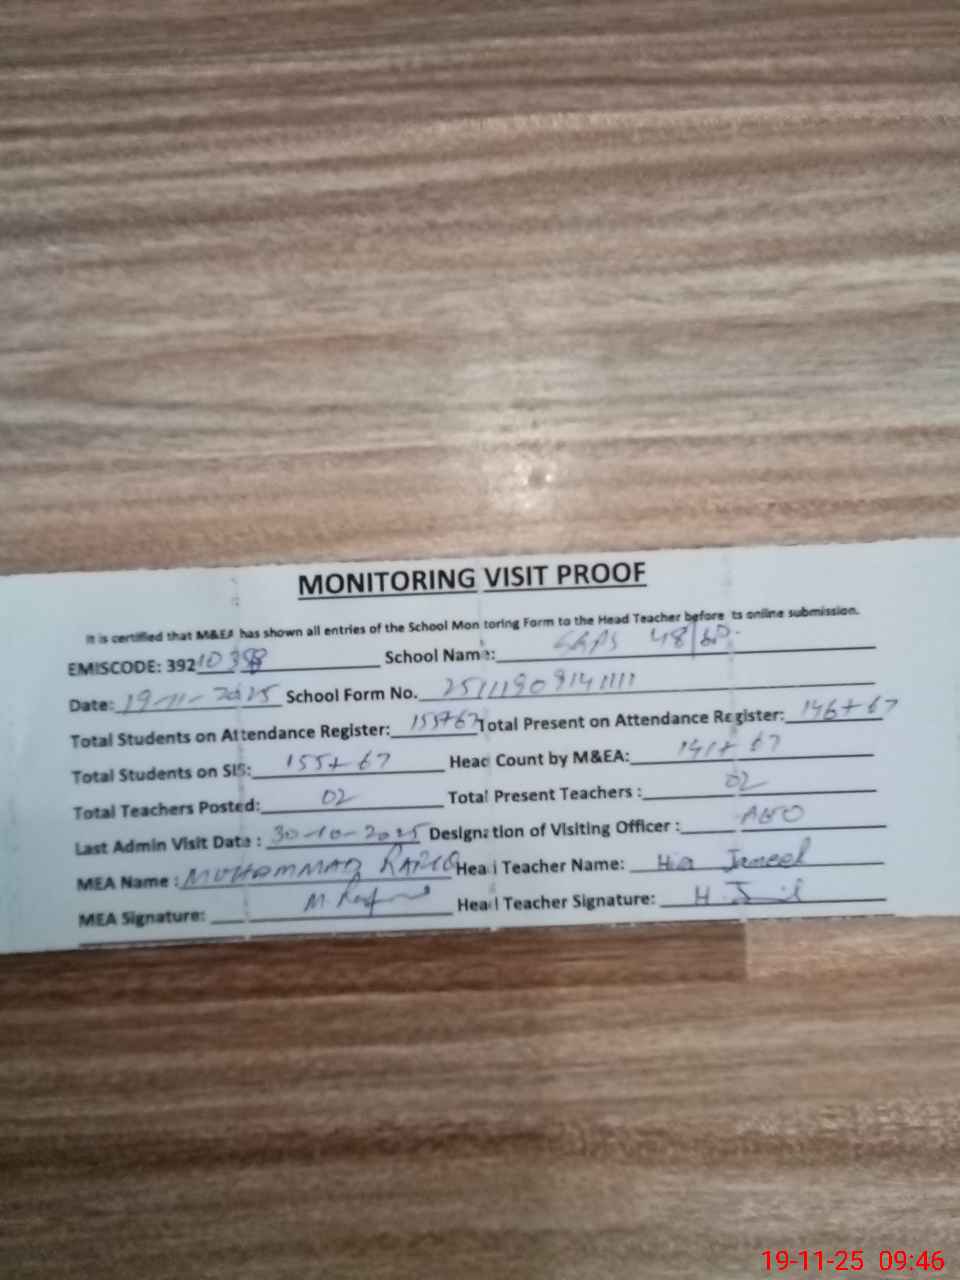 MONITORING VISIT PROOF
It is certified that M&EA has shown all entries of the School Monitoring Form to the Head Teacher before its online submission.
EMISCODE: 392 103 School Name: 48/
Date: 19-11-2025 School Form No. 25111909141111
Total Students on Attendance Register: 155+67 Total Present on Attendance Register: 146+67
Total Students on SIS: 155+67 Head Count by M&EA: 141+67
Total Teachers Posted: 02 Total Present Teachers : 02
Last Admin Visit Date : 30-10-2025 Designation of Visiting Officer : AEO
MEA Name : MUHAMMAD Head Teacher Name: Jameel
MEA Signature: M. Head Teacher Signature: H.
19-11-25 09:46